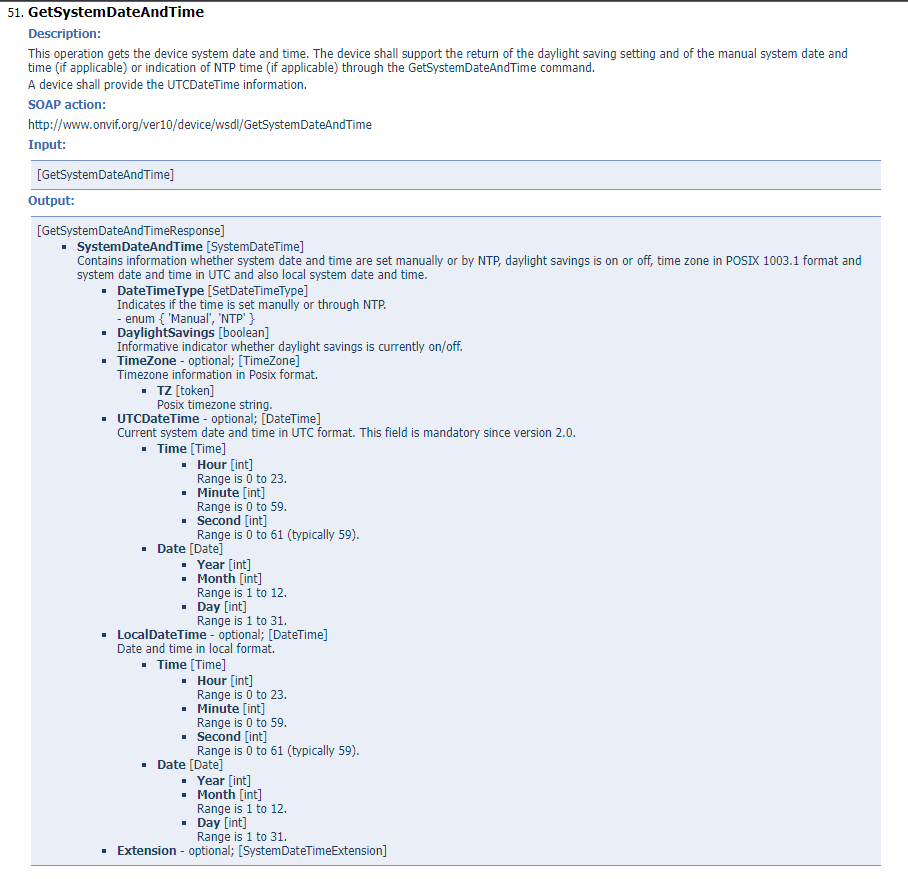 51. GetSystemDateAndTime
Description:
This operation gets the device system date and time. The device shall support the return of the daylight saving setting and of the manual system date and
time (if applicable) or indication of NTP time (if applicable) through the GetSystemDateAndTime command.
A device shall provide the UTCDateTime information.
SOAP action:
http://www.onvif.org/ver10/device/wsdl/GetSystemDateAndTime
Input:
[GetSystemDateAndTime]
Output:
[GetSystemDateAndTimeResponse]
▪ SystemDateAndTime [SystemDateTime]
Contains information whether system date and time are set manually or by NTP, daylight savings is on or off, time zone in POSIX 1003.1 format and
system date and time in UTC and also local system date and time.
▪ DateTimeType [SetDateTimeType]
Indicates if the time is set manully or through NTP.
- enum { 'Manual', 'NTP' }
▪ DaylightSavings [boolean]
Informative indicator whether daylight savings is currently on/off.
▪ TimeZone - optional; [TimeZone]
Timezone information in Posix format.
▪ TZ [token]
Posix timezone string.
▪ UTCDateTime - optional; [DateTime]
Current system date and time in UTC format. This field is mandatory since version 2.0.
▪ Time [Time]
▪ Hour [int]
Range is 0 to 23.
▪ Minute [int]
Range is 0 to 59.
▪ Second [int]
Range is 0 to 61 (typically 59).
▪ Date [Date]
▪ Year [int]
▪ Month [int]
Range is 1 to 12.
▪ Day [int]
Range is 1 to 31.
▪ LocalDateTime - optional; [DateTime]
Date and time in local format.
▪ Time [Time]
▪ Hour [int]
Range is 0 to 23.
▪ Minute [int]
Range is 0 to 59.
▪ Second [int]
Range is 0 to 61 (typically 59).
▪ Date [Date]
▪ Year [int]
▪ Month [int]
Range is 1 to 12.
▪ Day [int]
Range is 1 to 31.
▪ Extension - optional; [SystemDateTimeExtension]